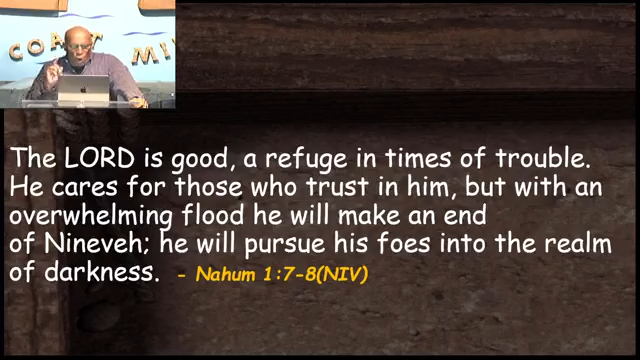 COAST MI
The LORD is good, a refuge in times of trouble.
He cares for those who trust in him, but with an
overwhelming flood he will make an end
of Nineveh; he will pursue his foes into the realm
of darkness. - Nahum 1:7-8(NIV)